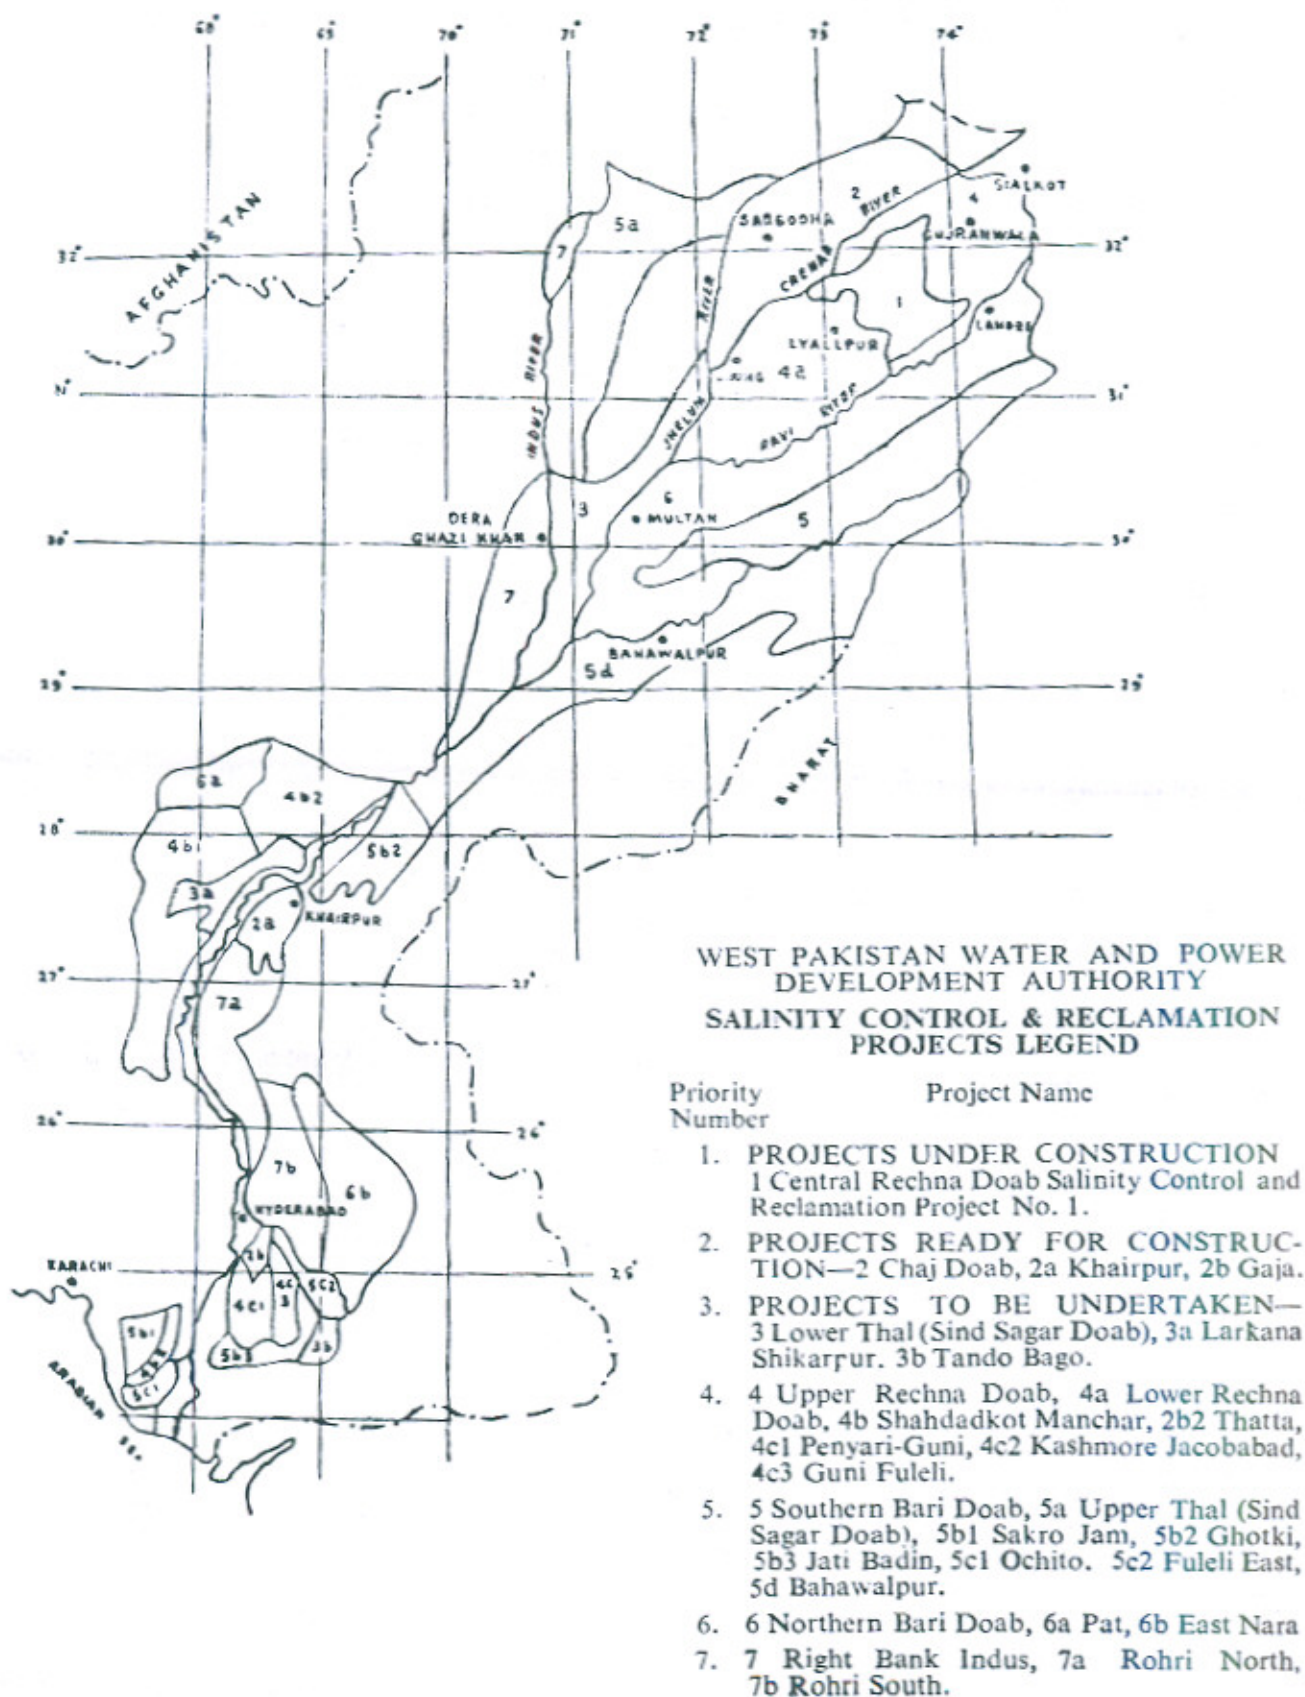 68° 69° 70° 71° 72° 73° 74°
AFGHANISTAN
32°
31°
30°
29°
28°
27°
26°
25°
32°
31°
30°
29°
27°
26°
25°
5a
7
2
SARGODHA
RIVER
CHENAB
SIALKOT
4
GUJRANWALA
1
LAHORE
LYALLPUR
4a
RIVER
JHELUM
RAVI
RIVER
INDUS
RIVER
DERA
GHAZI KHAN
3
6
MULTAN
5
7
BAHAWALPUR
5d
BHARAT
6a
4b2
4b
5b2
3a
2a
KHAIRPUR
7a
7b
6b
HYDERABAD
KARACHI
2b
4C1
4C
3
5C2
3b
5b3
5b1
5C1
ARABIAN
SEA
WEST PAKISTAN WATER AND POWER
DEVELOPMENT AUTHORITY
SALINITY CONTROL & RECLAMATION
PROJECTS LEGEND
Priority Project Name
Number
1. PROJECTS UNDER CONSTRUCTION
1 Central Rechna Doab Salinity Control and
Reclamation Project No. 1.
2. PROJECTS READY FOR CONSTRUC-
TION—2 Chaj Doab, 2a Khairpur, 2b Gaja.
3. PROJECTS TO BE UNDERTAKEN—
3 Lower Thal (Sind Sagar Doab), 3a Larkana
Shikarpur. 3b Tando Bago.
4. 4 Upper Rechna Doab, 4a Lower Rechna
Doab, 4b Shahdadkot Manchar, 2b2 Thatta,
4c1 Penyari-Guni, 4c2 Kashmore Jacobabad,
4c3 Guni Fuleli.
5. 5 Southern Bari Doab, 5a Upper Thal (Sind
Sagar Doab), 5b1 Sakro Jam, 5b2 Ghotki,
5b3 Jati Badin, 5c1 Ochito. 5c2 Fuleli East,
5d Bahawalpur.
6. 6 Northern Bari Doab, 6a Pat, 6b East Nara
7. 7 Right Bank Indus, 7a Rohri North,
7b Rohri South.